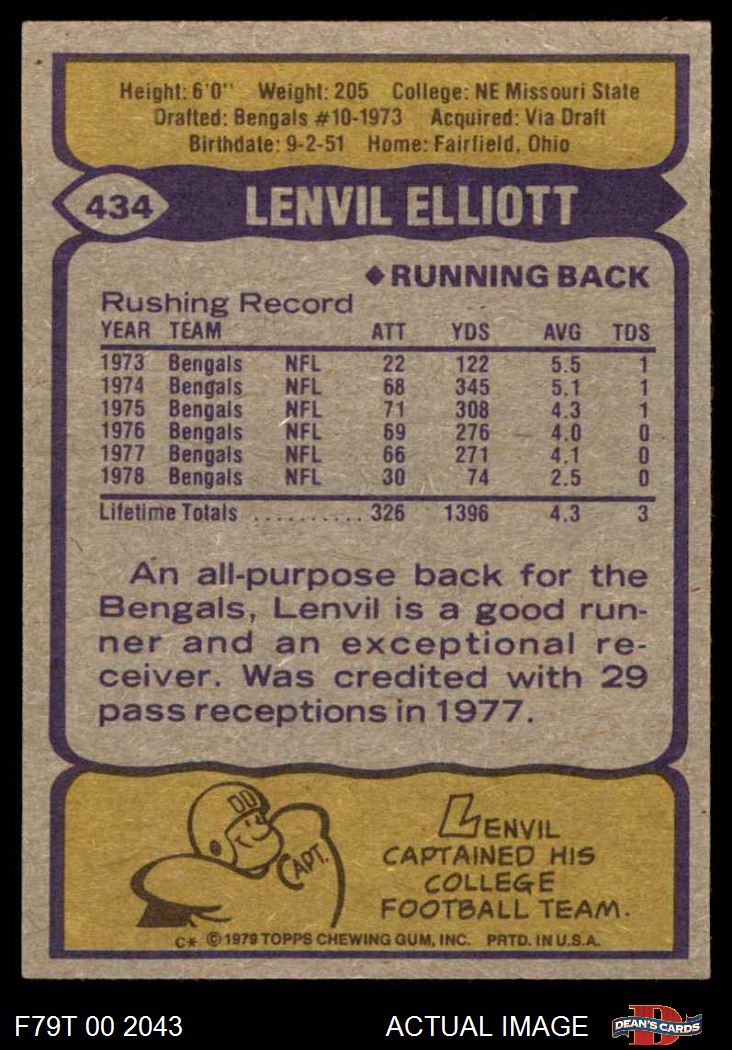 Height: 6'0" Weight: 205 College: NE Missouri State
Drafted: Bengals #10-1973 Acquired: Via Draft
Birthdate: 9-2-51 Home: Fairfield, Ohio
434 LENVIL ELLIOTT
◆ RUNNING BACK
Rushing Record
YEAR TEAM ATT YDS AVG TDS
1973 Bengals NFL 22 122 5.5 1
1974 Bengals NFL 68 345 5.1 1
1975 Bengals NFL 71 308 4.3 1
1976 Bengals NFL 69 276 4.0 0
1977 Bengals NFL 66 271 4.1 0
1978 Bengals NFL 30 74 2.5 0
Lifetime Totals .......... 326 1396 4.3 3
An all-purpose back for the
Bengals, Lenvil is a good run-
ner and an exceptional re-
ceiver. Was credited with 29
pass receptions in 1977.
00
CAPT.
LENVIL
CAPTAINED HIS
COLLEGE
FOOTBALL TEAM.
C* © 1979 TOPPS CHEWING GUM, INC. PRTD. IN U.S.A.
F79T 00 2043 ACTUAL IMAGE D DEAN'S CARDS